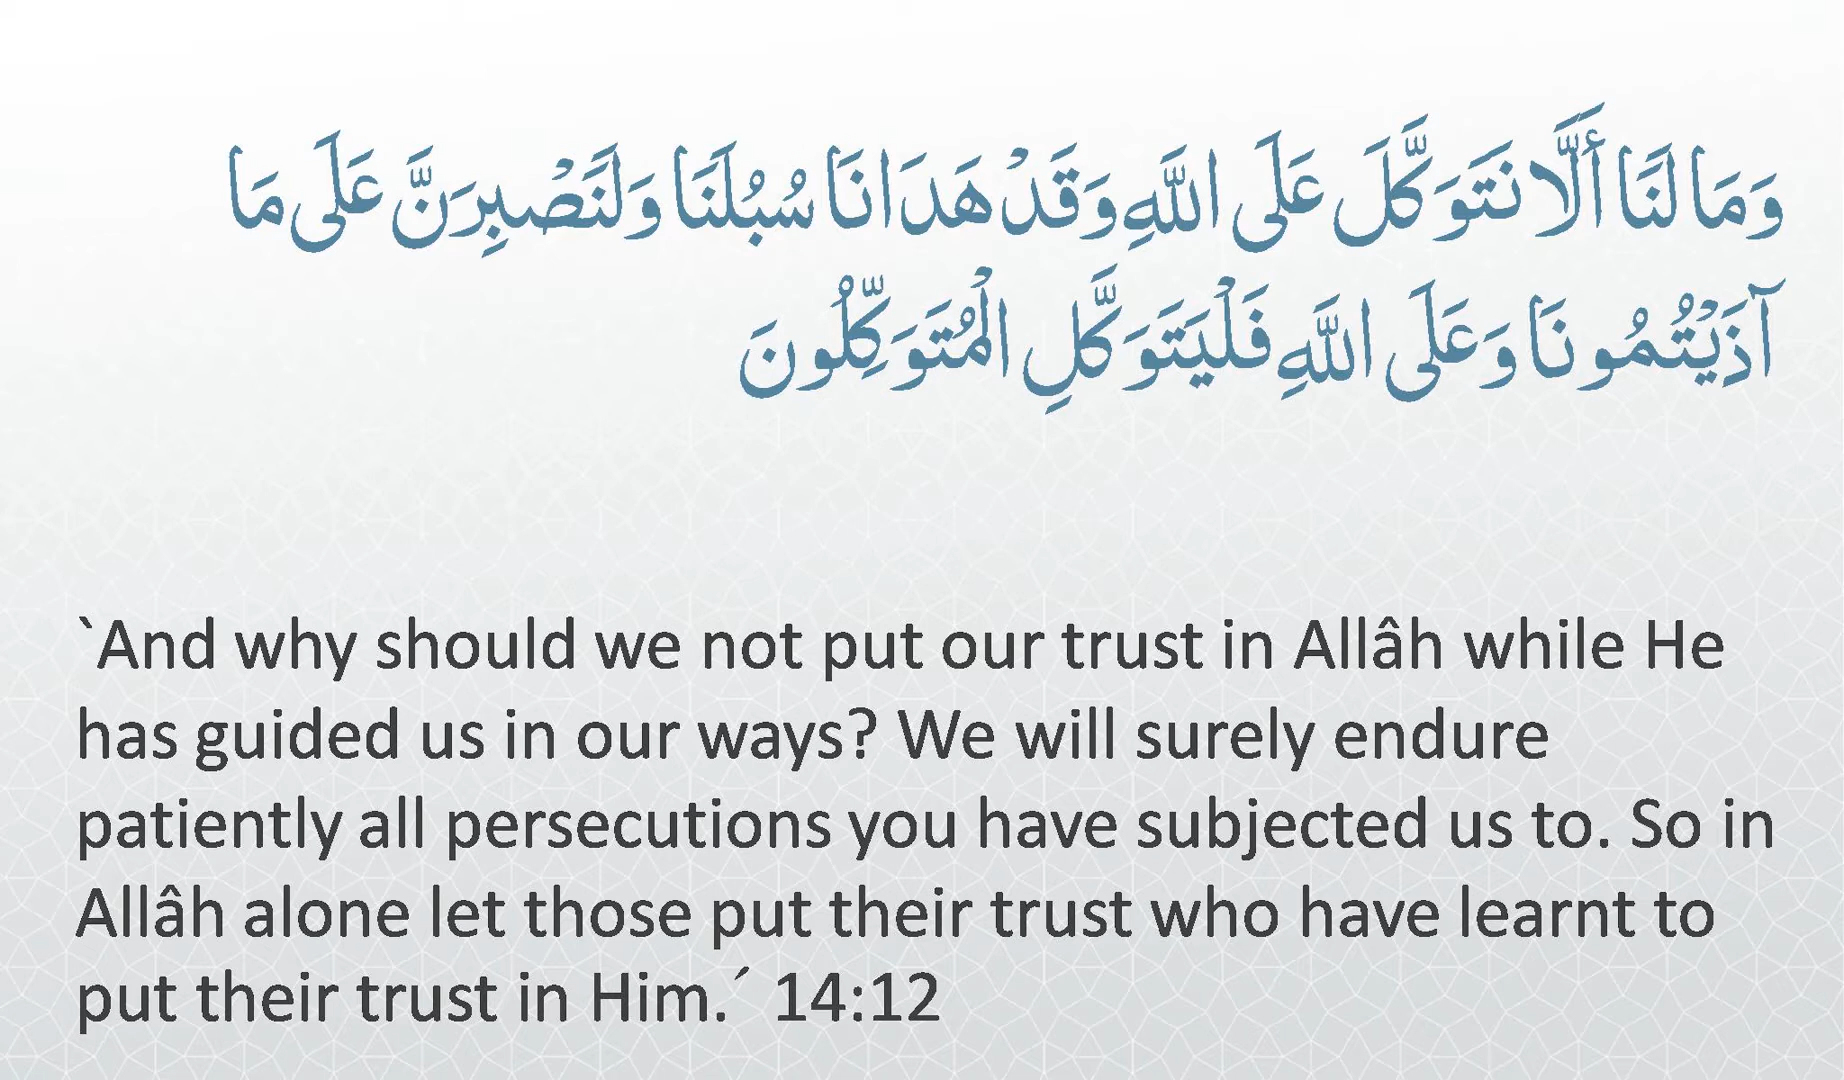 وَمَا لَنَا أَلَّا نَتَوَكَّلَ عَلَى اللَّهِ وَقَدْ هَدَانَا سُبُلَنَا وَلَنَصْبِرَنَّ عَلَى مَا
آذَيْتُمُونَا وَعَلَى اللَّهِ فَلْيَتَوَكَّلِ الْمُتَوَكِّلُونَ
`And why should we not put our trust in Allâh while He
has guided us in our ways? We will surely endure
patiently all persecutions you have subjected us to. So in
Allâh alone let those put their trust who have learnt to
put their trust in Him.´ 14:12